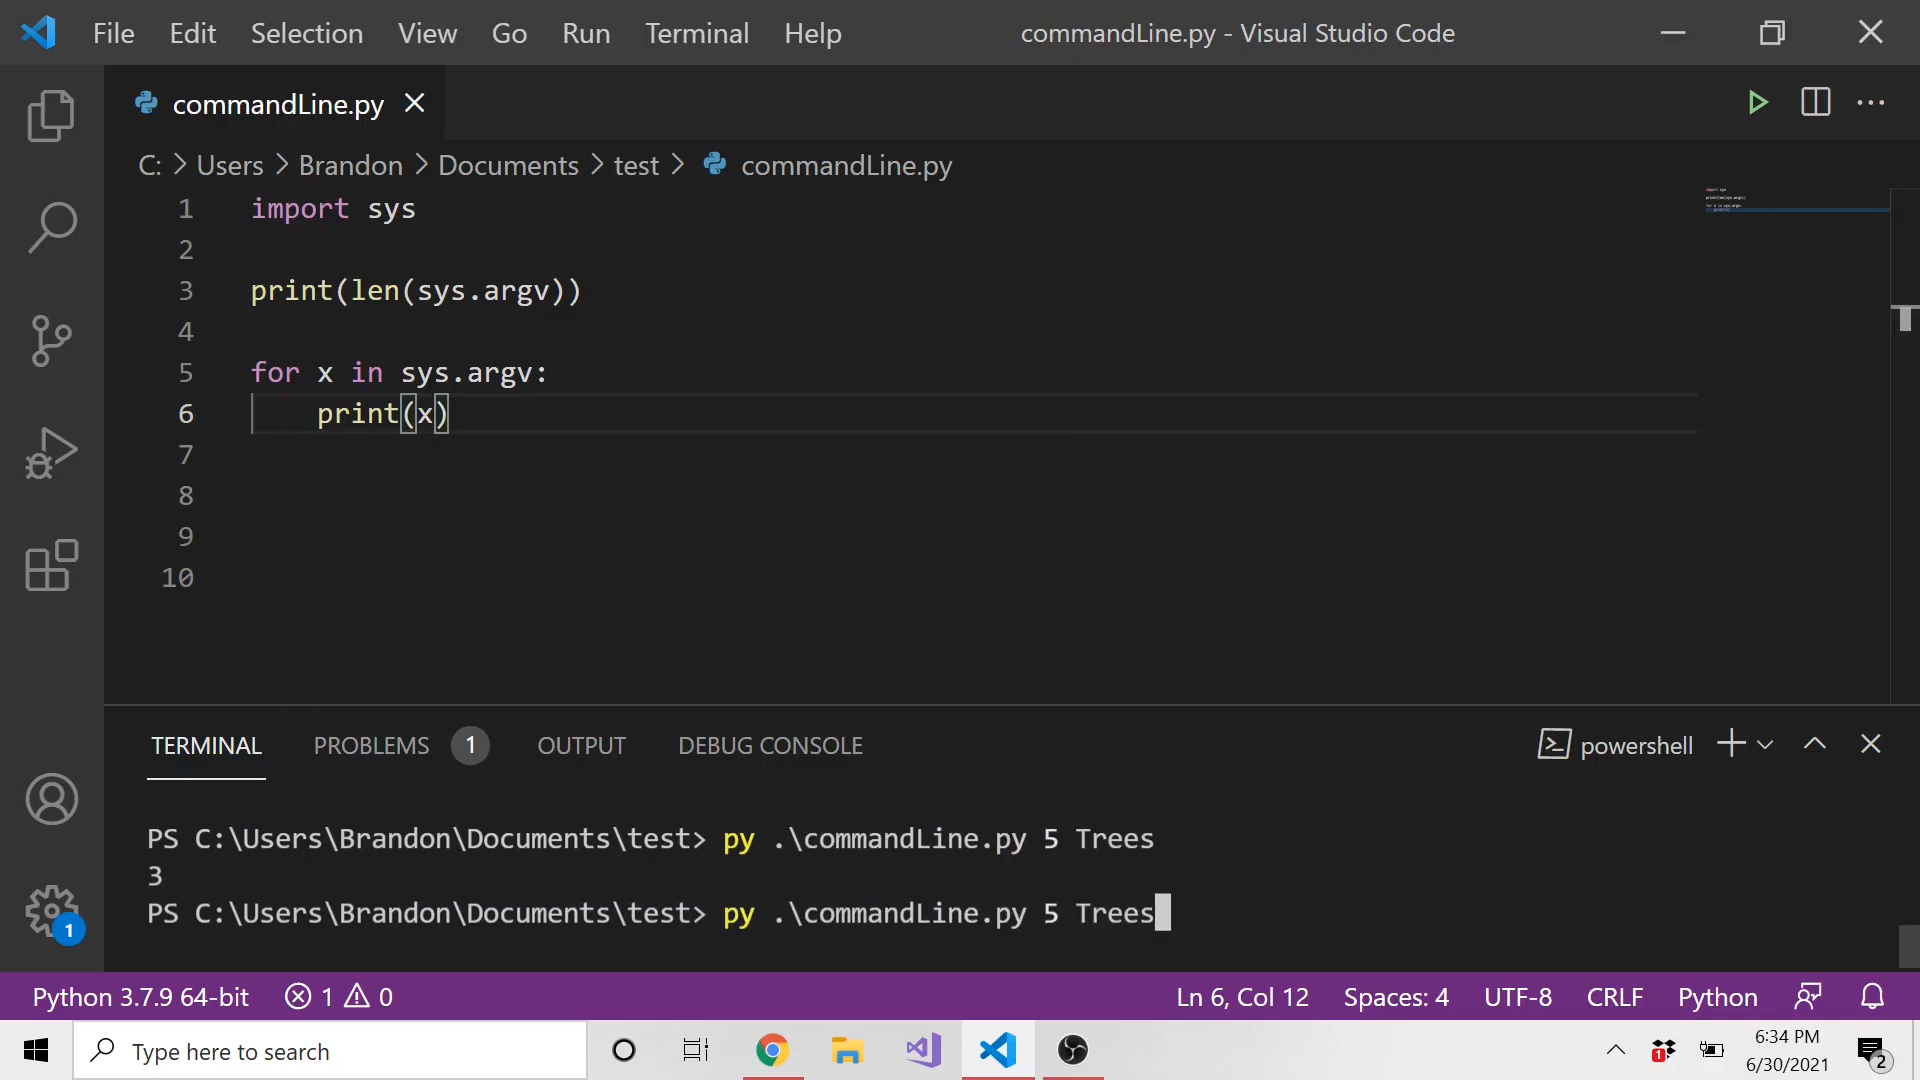 File Edit Selection View Go Run Terminal Help commandLine.py - Visual Studio Code
commandLine.py
C: > Users > Brandon > Documents > test > commandLine.py
1 import sys
2
3 print(len(sys.argv))
4
5 for x in sys.argv:
6     print(x)
7
8
9
10
TERMINAL PROBLEMS 1 OUTPUT DEBUG CONSOLE powershell
PS C:\Users\Brandon\Documents\test> py .\commandLine.py 5 Trees
3
PS C:\Users\Brandon\Documents\test> py .\commandLine.py 5 Trees
1
Python 3.7.9 64-bit 1 0 Ln 6, Col 12 Spaces: 4 UTF-8 CRLF Python
Type here to search 1 6:34 PM 2
6/30/2021